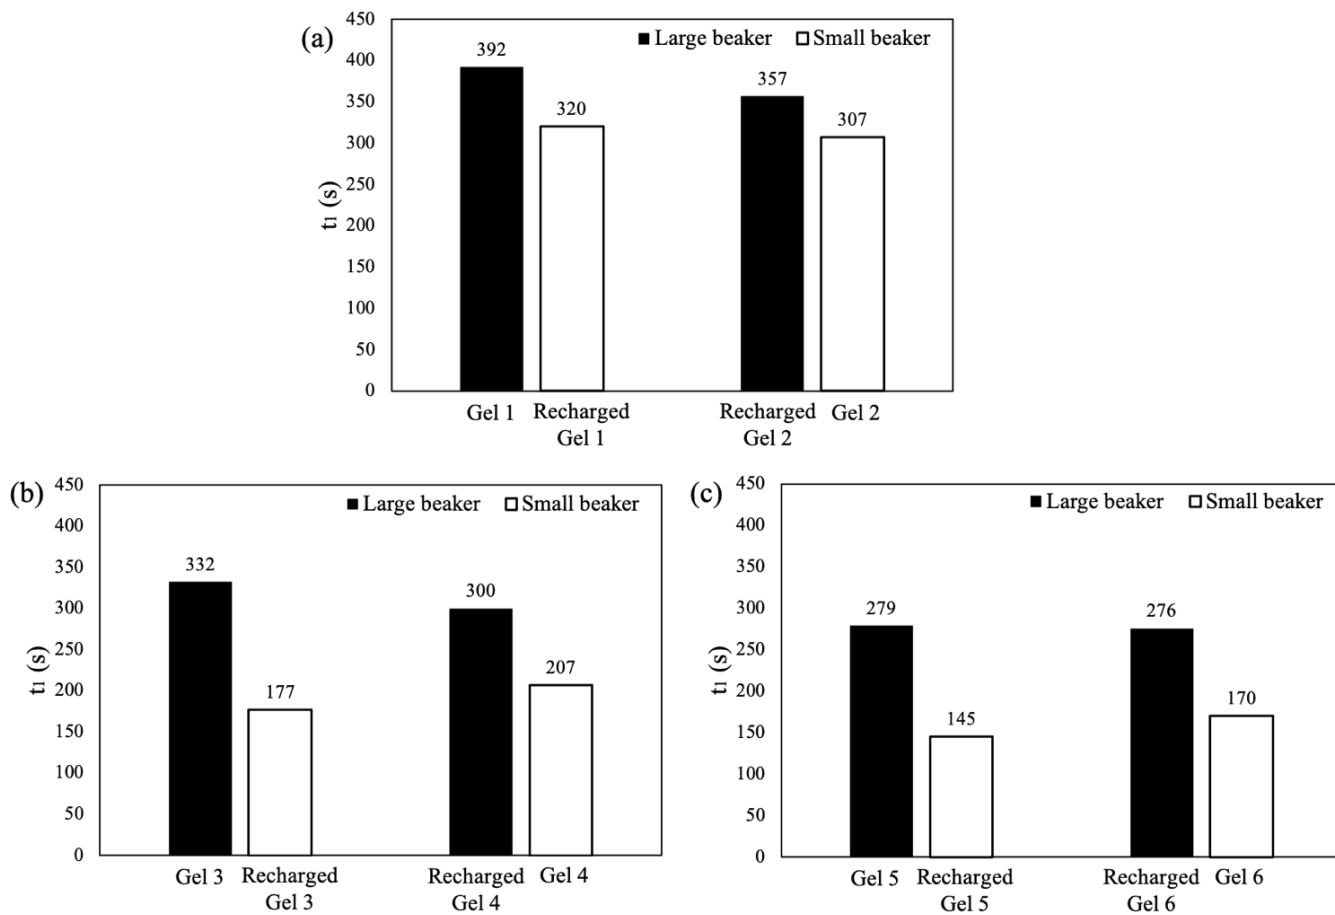 (a)
Large beaker Small beaker
450
400
350
300
250
200
150
100
50
0
t1 (s)
392
320
357
307
Gel 1 Recharged Gel 1
Recharged Gel 2 Gel 2
(b)
Large beaker Small beaker
450
400
350
300
250
200
150
100
50
0
t1 (s)
332
177
300
207
Gel 3 Recharged Gel 3
Recharged Gel 4 Gel 4
(c)
Large beaker Small beaker
450
400
350
300
250
200
150
100
50
0
t1 (s)
279
145
276
170
Gel 5 Recharged Gel 5
Recharged Gel 6 Gel 6